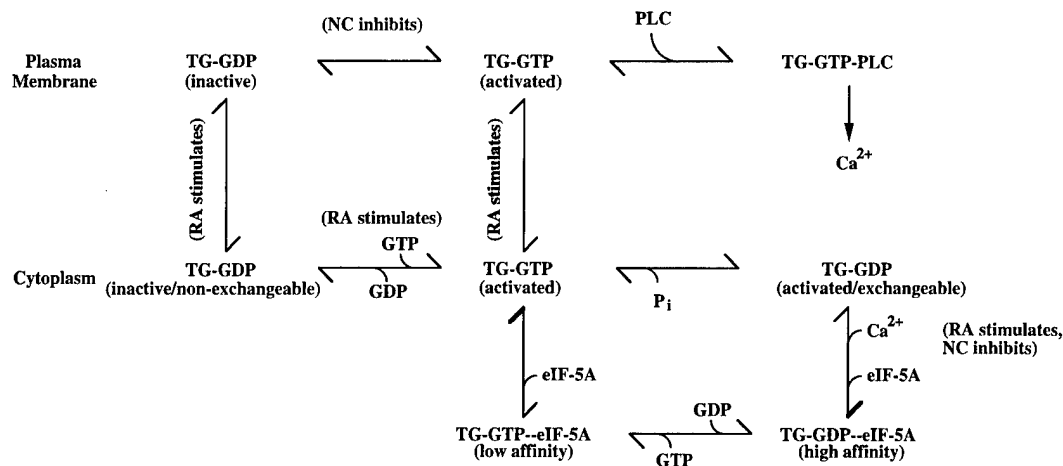 (NC inhibits)
PLC
Plasma
Membrane
TG-GDP
(inactive)
TG-GTP
(activated)
TG-GTP-PLC
(RA stimulates)
(RA stimulates)
Ca2+
(RA stimulates)
GTP
GDP
Cytoplasm
TG-GDP
(inactive/non-exchangeable)
TG-GTP
(activated)
Pi
TG-GDP
(activated/exchangeable)
Ca2+
(RA stimulates,
NC inhibits)
eIF-5A
eIF-5A
GDP
GTP
TG-GTP--eIF-5A
(low affinity)
TG-GDP--eIF-5A
(high affinity)